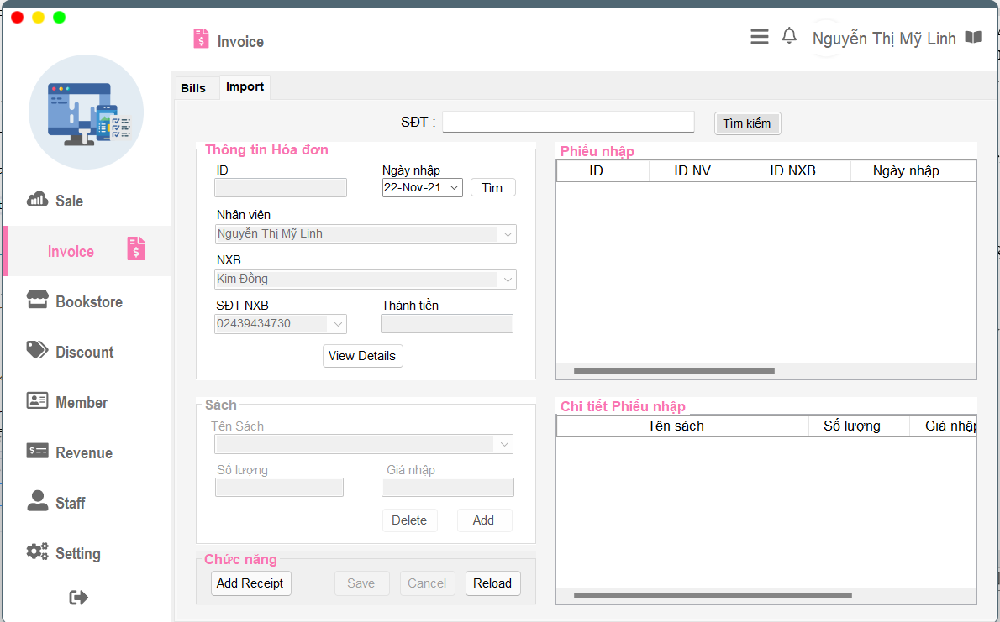 Invoice
Nguyễn Thị Mỹ Linh
Sale
Invoice
Bookstore
Discount
Member
Revenue
Staff
Setting
Bills
Import
SĐT :
Tìm kiếm
Thông tin Hóa đơn
ID
Ngày nhập
22-Nov-21
Tìm
Nhân viên
Nguyễn Thị Mỹ Linh
NXB
Kim Đồng
SĐT NXB
Thành tiền
02439434730
View Details
Phiếu nhập
ID
ID NV
ID NXB
Ngày nhập
Sách
Tên Sách
Số lượng
Giá nhập
Delete
Add
Chi tiết Phiếu nhập
Tên sách
Số lượng
Giá nhập
Chức năng
Add Receipt
Save
Cancel
Reload